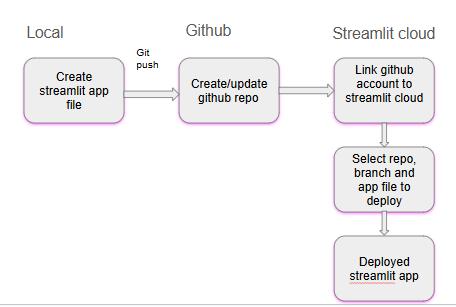 Local
Github
Streamlit cloud
Git
push
Create
streamlit app
file
Create/update
github repo
Link github
account to
streamlit cloud
Select repo,
branch and
app file to
deploy
Deployed
streamlit app